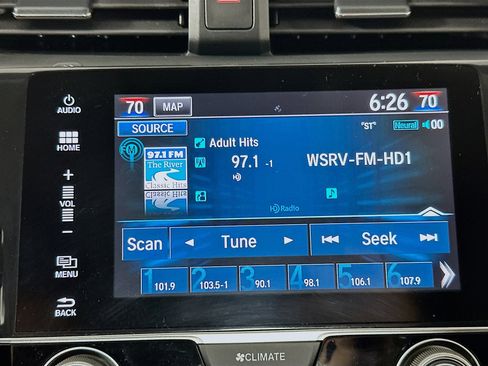 AUDIO
HOME
+
VOL
−
MENU
BACK
70 MAP 6:26 70
SOURCE "ST" Neural 00
Adult Hits
97.1 -1 WSRV-FM-HD1
97.1 FM
The River
Classic Hits
HD Radio
Scan Tune Seek
1 101.9
2 103.5-1
3 90.1
4 98.1
5 106.1
6 107.9
CLIMATE